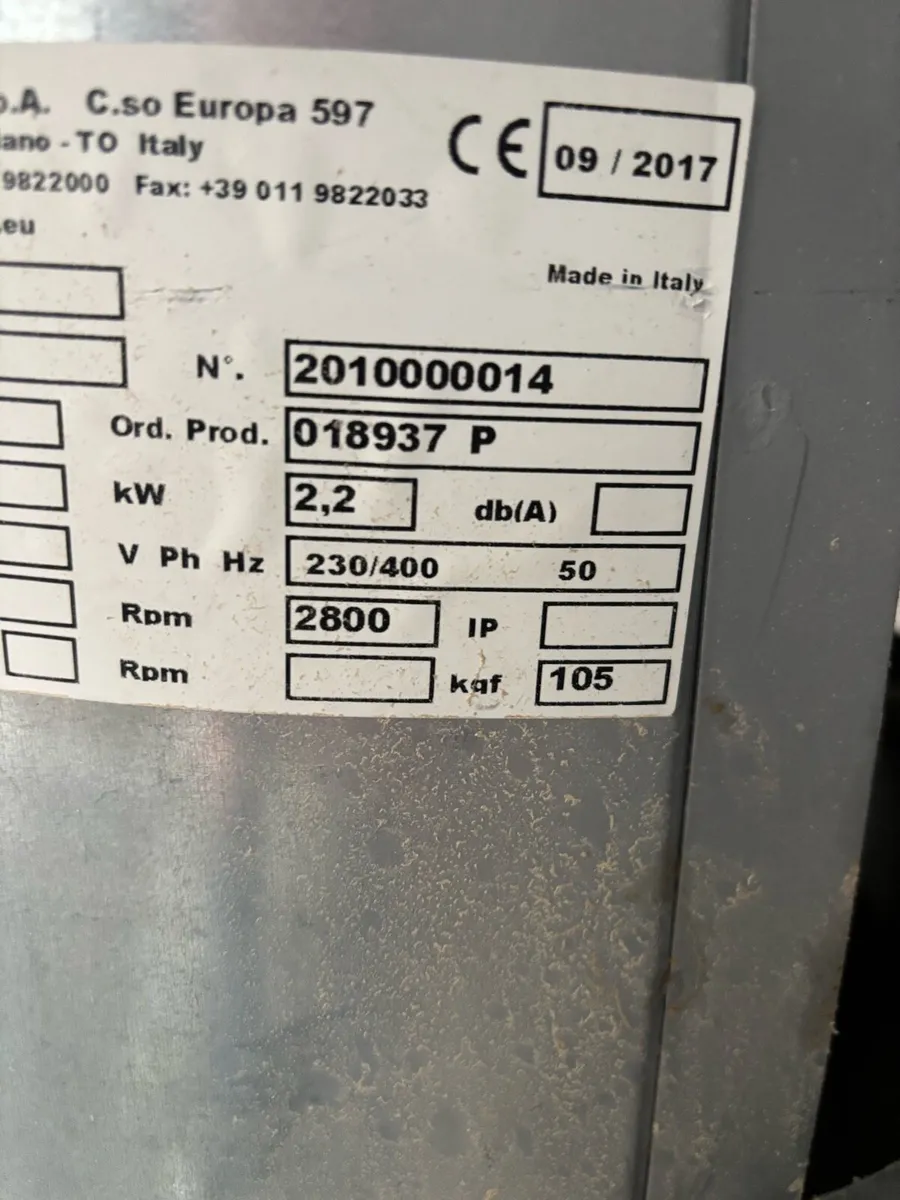 .A. C.so Europa 597
ano - TO Italy
9822000 Fax: +39 011 9822033
.eu
CE 09 / 2017
Made in Italy
N°. 2010000014
Ord. Prod. 018937 P
kW 2,2 db(A)
V Ph Hz 230/400 50
Rpm 2800 IP
Rpm kgf 105